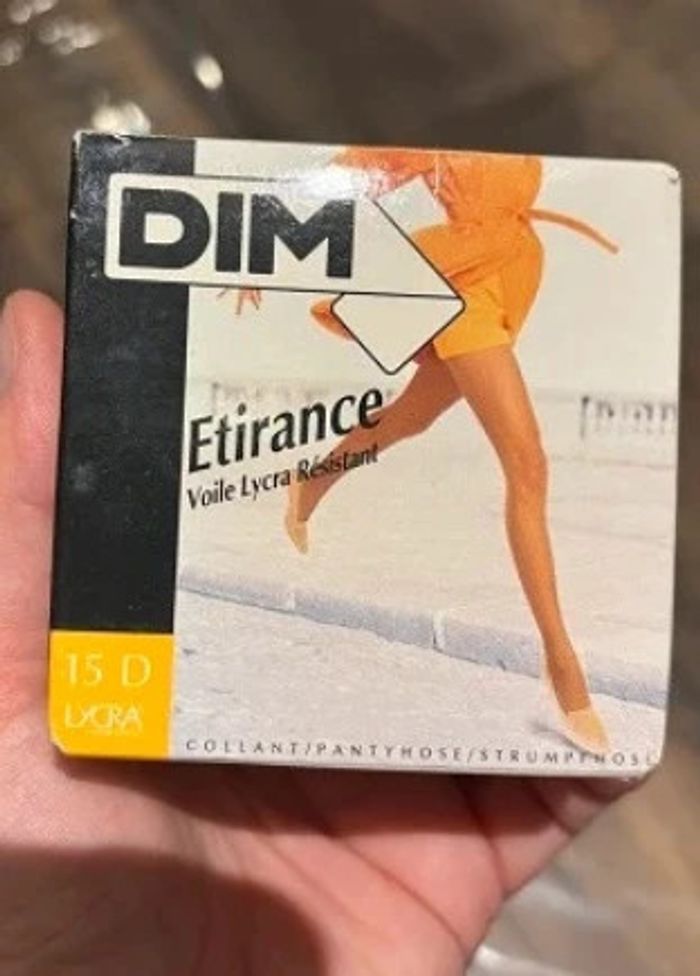 DIM
Etirance
Voile Lycra Résistant
15 D
LYCRA
COLLANT/PANTYHOSE/STRUMPFHOSE